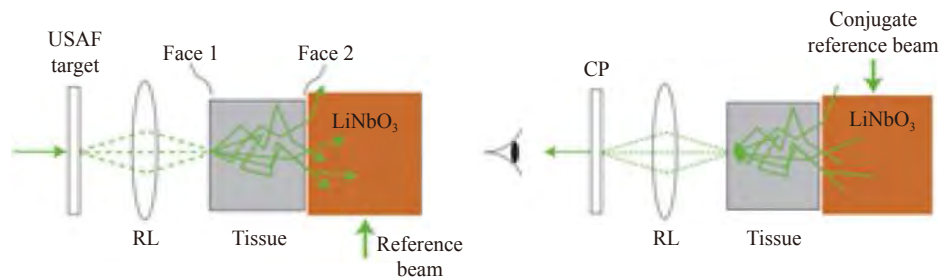 USAF
target
Face 1
Face 2
LiNbO₃
RL
Tissue
Reference
beam
Conjugate
reference beam
CP
LiNbO₃
RL
Tissue